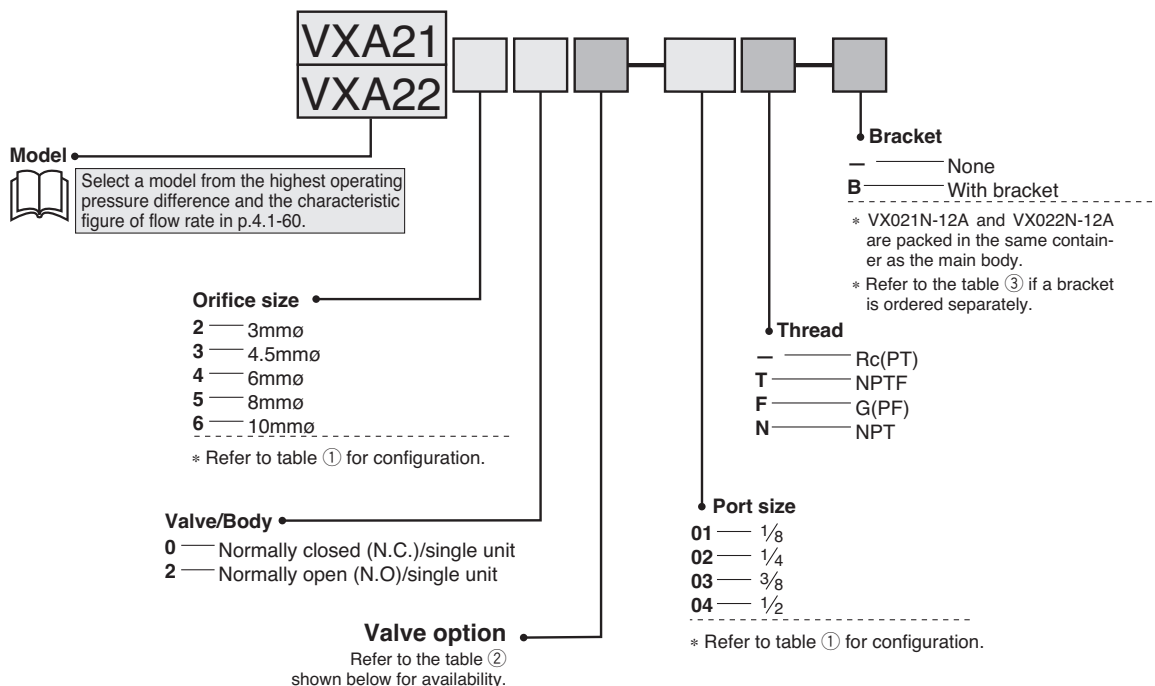 VXA21
VXA22
Model
Select a model from the highest operating
pressure difference and the characteristic
figure of flow rate in p.4.1-60.
Orifice size
2 — 3mmø
3 — 4.5mmø
4 — 6mmø
5 — 8mmø
6 — 10mmø
* Refer to table ① for configuration.
Valve/Body
0 — Normally closed (N.C.)/single unit
2 — Normally open (N.O)/single unit
Valve option
Refer to the table ②
shown below for availability.
Port size
01 — 1/8
02 — 1/4
03 — 3/8
04 — 1/2
* Refer to table ① for configuration.
Thread
– — Rc(PT)
T — NPTF
F — G(PF)
N — NPT
Bracket
– — None
B — With bracket
* VX021N-12A and VX022N-12A
are packed in the same contain-
er as the main body.
* Refer to the table ③ if a bracket
is ordered separately.